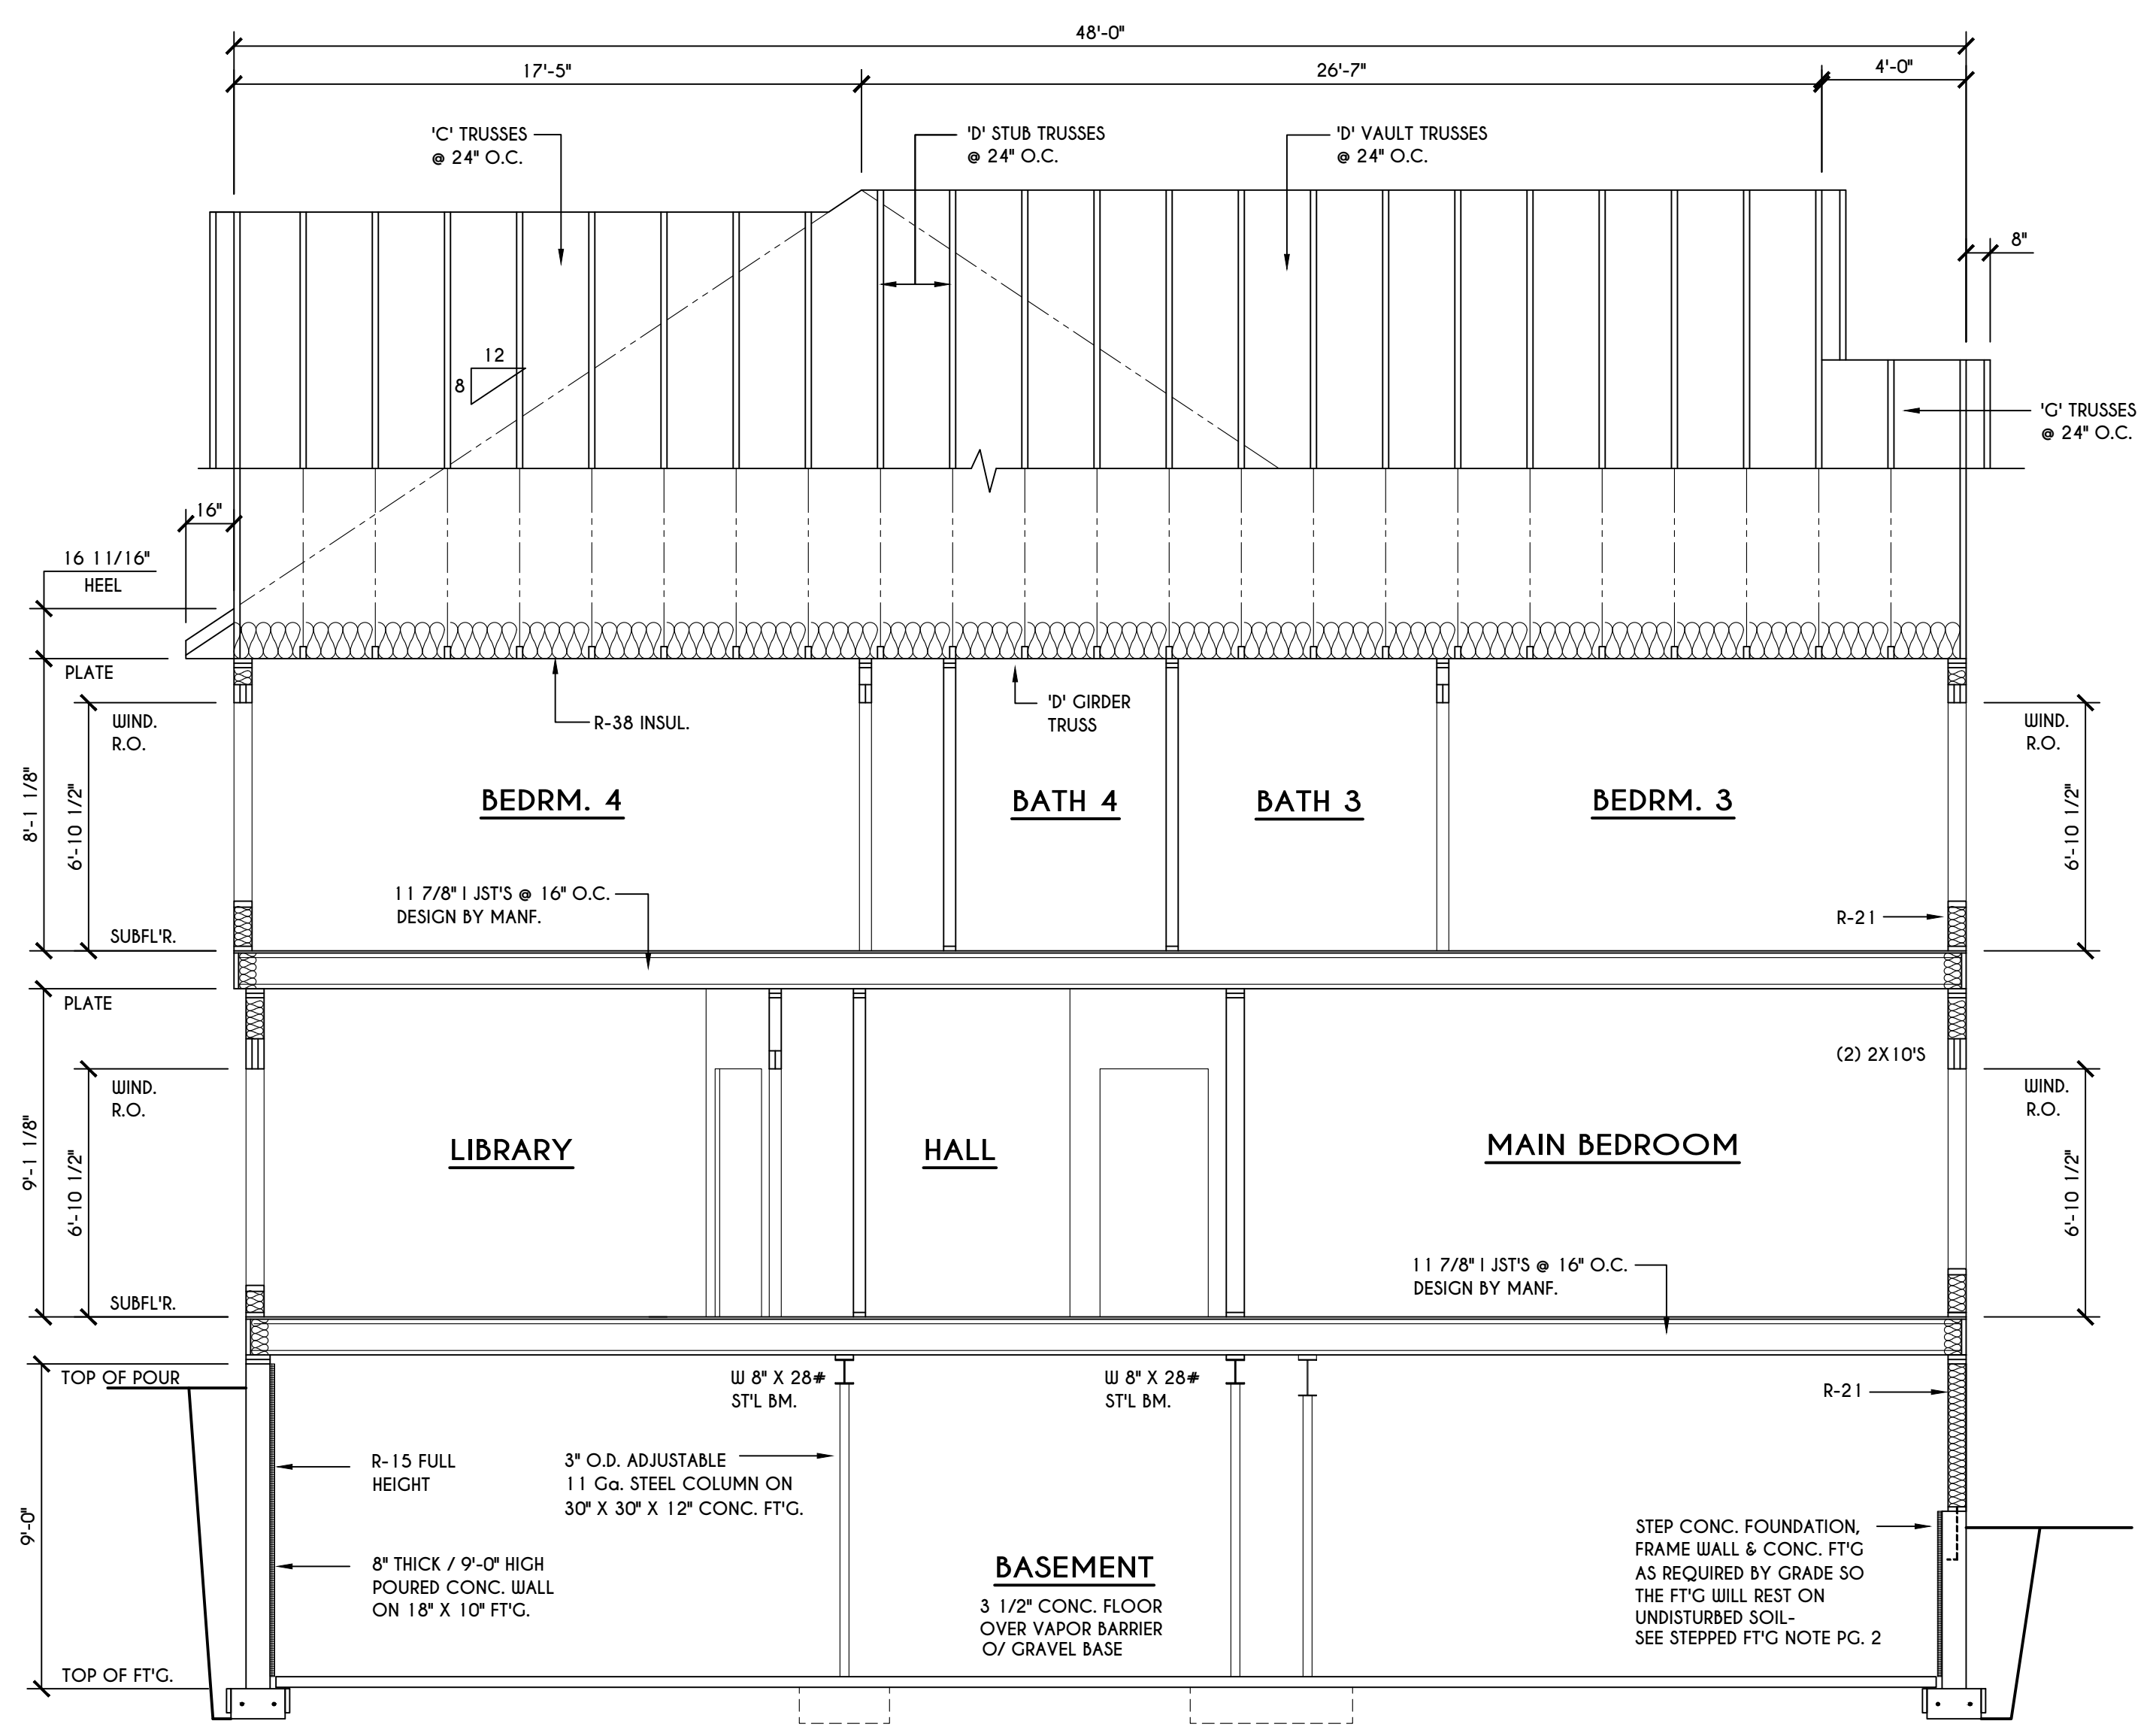 48'-0"
17'-5"
26'-7"
4'-0"
'C' TRUSSES
@ 24" O.C.
'D' STUB TRUSSES
@ 24" O.C.
'D' VAULT TRUSSES
@ 24" O.C.
8"
12
8
'G' TRUSSES
@ 24" O.C.
16"
16 11/16"
HEEL
PLATE
WIND.
R.O.
R-38 INSUL.
'D' GIRDER
TRUSS
WIND.
R.O.
8'-1 1/8"
6'-10 1/2"
BEDRM. 4
BATH 4
BATH 3
BEDRM. 3
6'-10 1/2"
11 7/8" I JST'S @ 16" O.C.
DESIGN BY MANF.
R-21
SUBFL'R.
PLATE
WIND.
R.O.
(2) 2X10'S
WIND.
R.O.
9'-1 1/8"
6'-10 1/2"
LIBRARY
HALL
MAIN BEDROOM
6'-10 1/2"
11 7/8" I JST'S @ 16" O.C.
DESIGN BY MANF.
SUBFL'R.
TOP OF POUR
W 8" X 28#
ST'L BM.
W 8" X 28#
ST'L BM.
R-21
R-15 FULL
HEIGHT
3" O.D. ADJUSTABLE
11 Ga. STEEL COLUMN ON
30" X 30" X 12" CONC. FT'G.
9'-0"
8" THICK / 9'-0" HIGH
POURED CONC. WALL
ON 18" X 10" FT'G.
BASEMENT
3 1/2" CONC. FLOOR
OVER VAPOR BARRIER
O/ GRAVEL BASE
STEP CONC. FOUNDATION,
FRAME WALL & CONC. FT'G
AS REQUIRED BY GRADE SO
THE FT'G WILL REST ON
UNDISTURBED SOIL-
SEE STEPPED FT'G NOTE PG. 2
TOP OF FT'G.